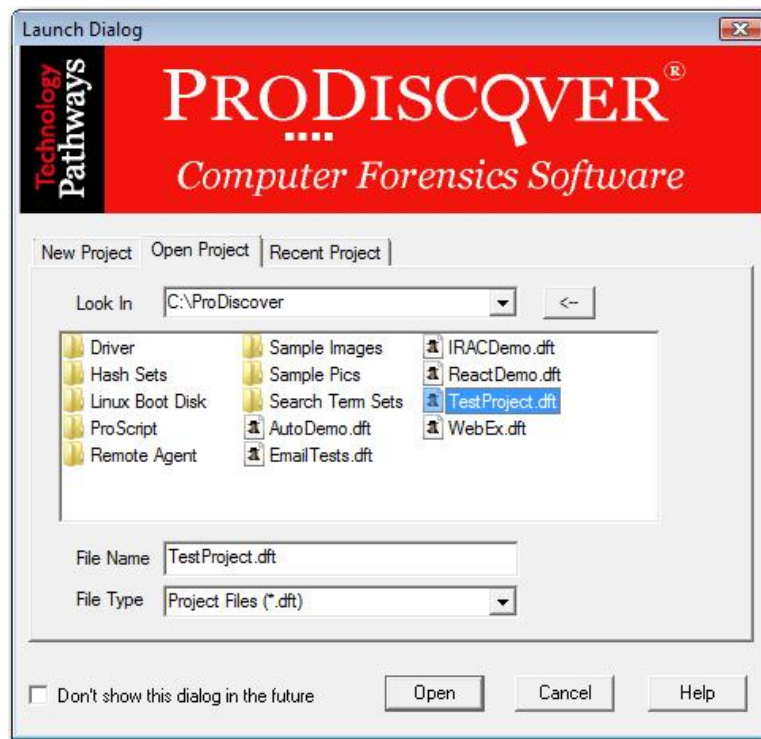 Launch Dialog
Technology
Pathways
PRODISCOVER®
Computer Forensics Software
New Project Open Project Recent Project
Look In C:\ProDiscover <--
Driver Sample Images IRACDemo.dft
Hash Sets Sample Pics ReactDemo.dft
Linux Boot Disk Search Term Sets TestProject.dft
ProScript AutoDemo.dft WebEx.dft
Remote Agent EmailTests.dft
File Name TestProject.dft
File Type Project Files (*.dft)
Don't show this dialog in the future Open Cancel Help